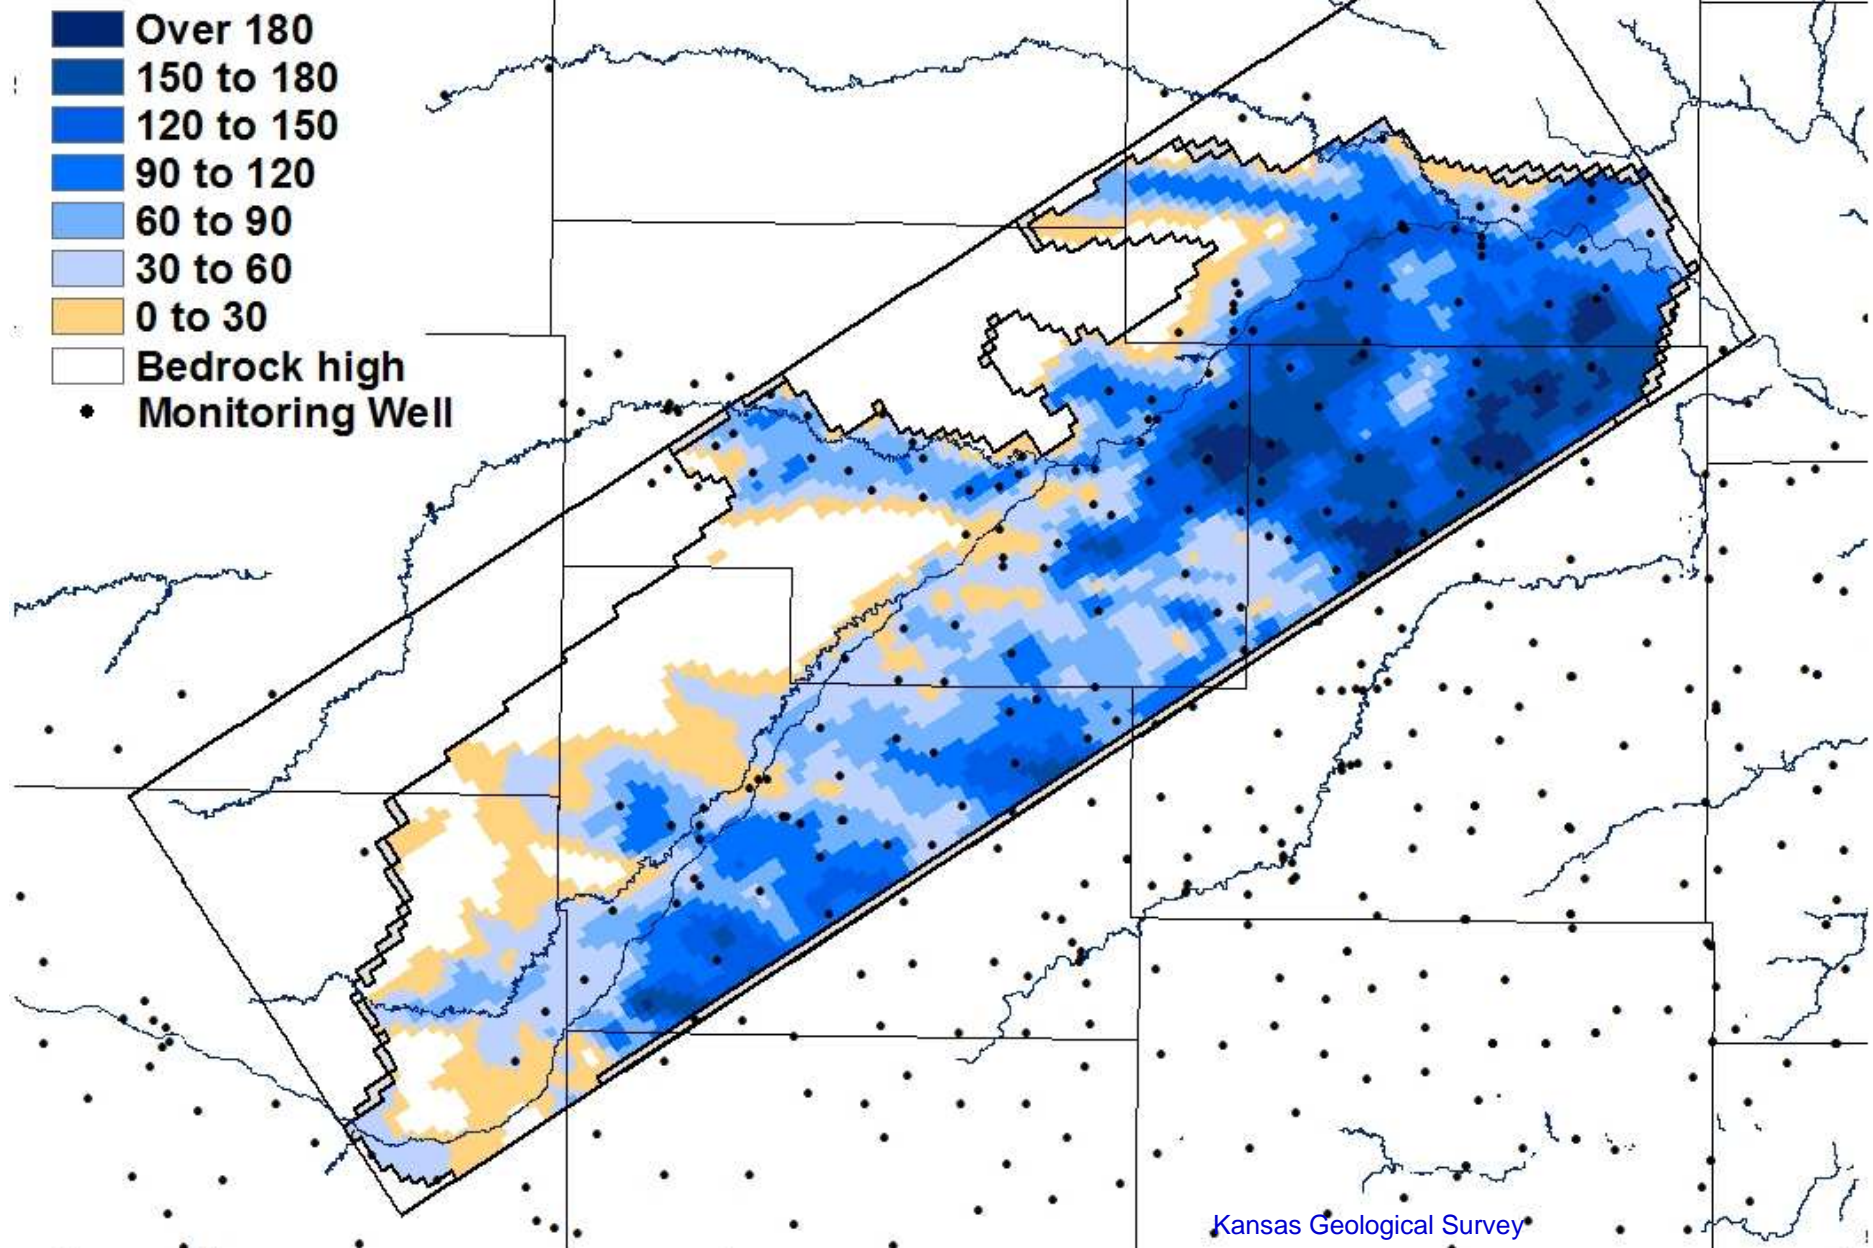 Over 180
150 to 180
120 to 150
90 to 120
60 to 90
30 to 60
0 to 30
Bedrock high
Monitoring Well
Kansas Geological Survey